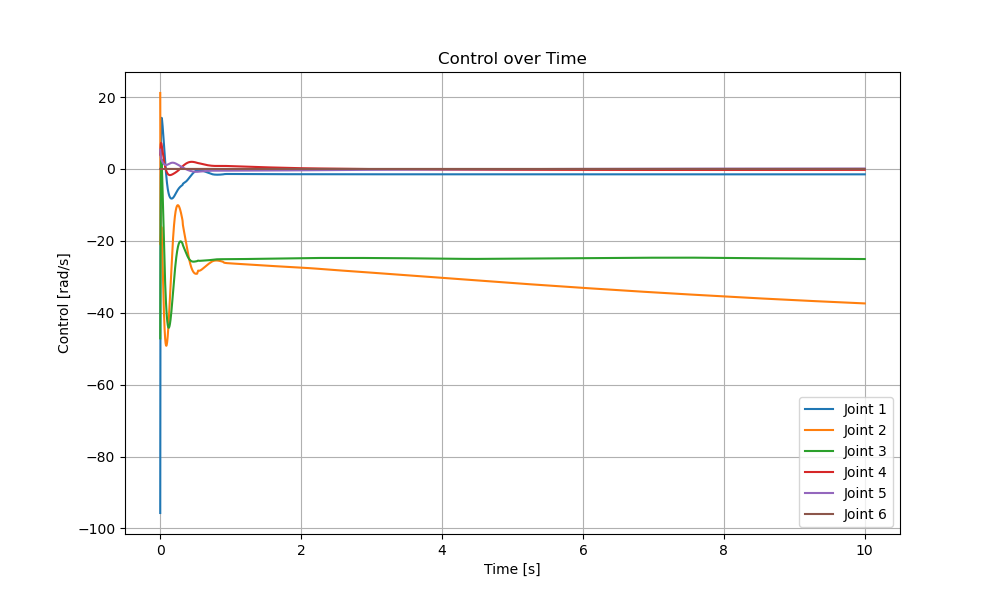 Control over Time
Control [rad/s]
20
0
−20
−40
−60
−80
−100
0 2 4 6 8 10
Time [s]
Joint 1
Joint 2
Joint 3
Joint 4
Joint 5
Joint 6